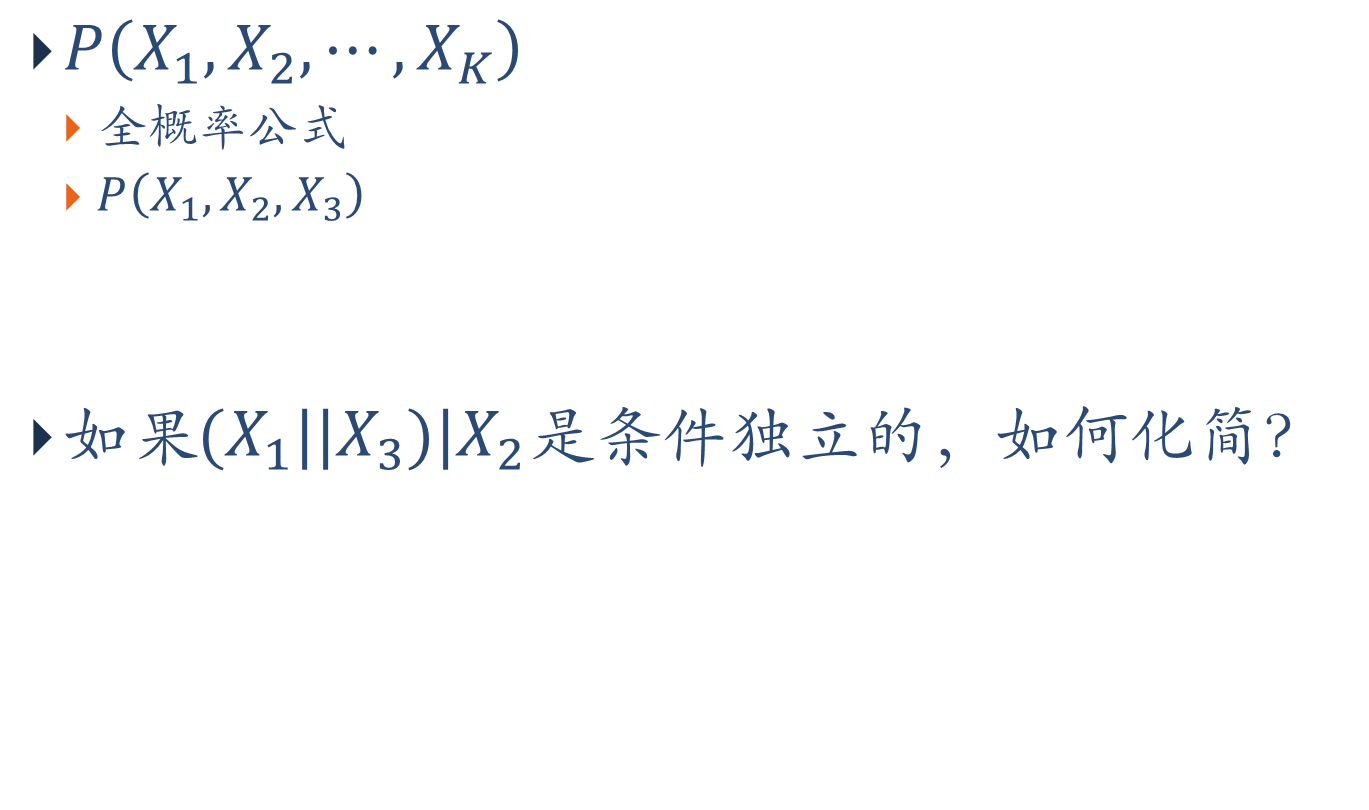 P(X₁, X₂, ⋯, X_K)
全概率公式
P(X₁, X₂, X₃)
如果(X₁||X₃)|X₂是条件独立的，如何化简?